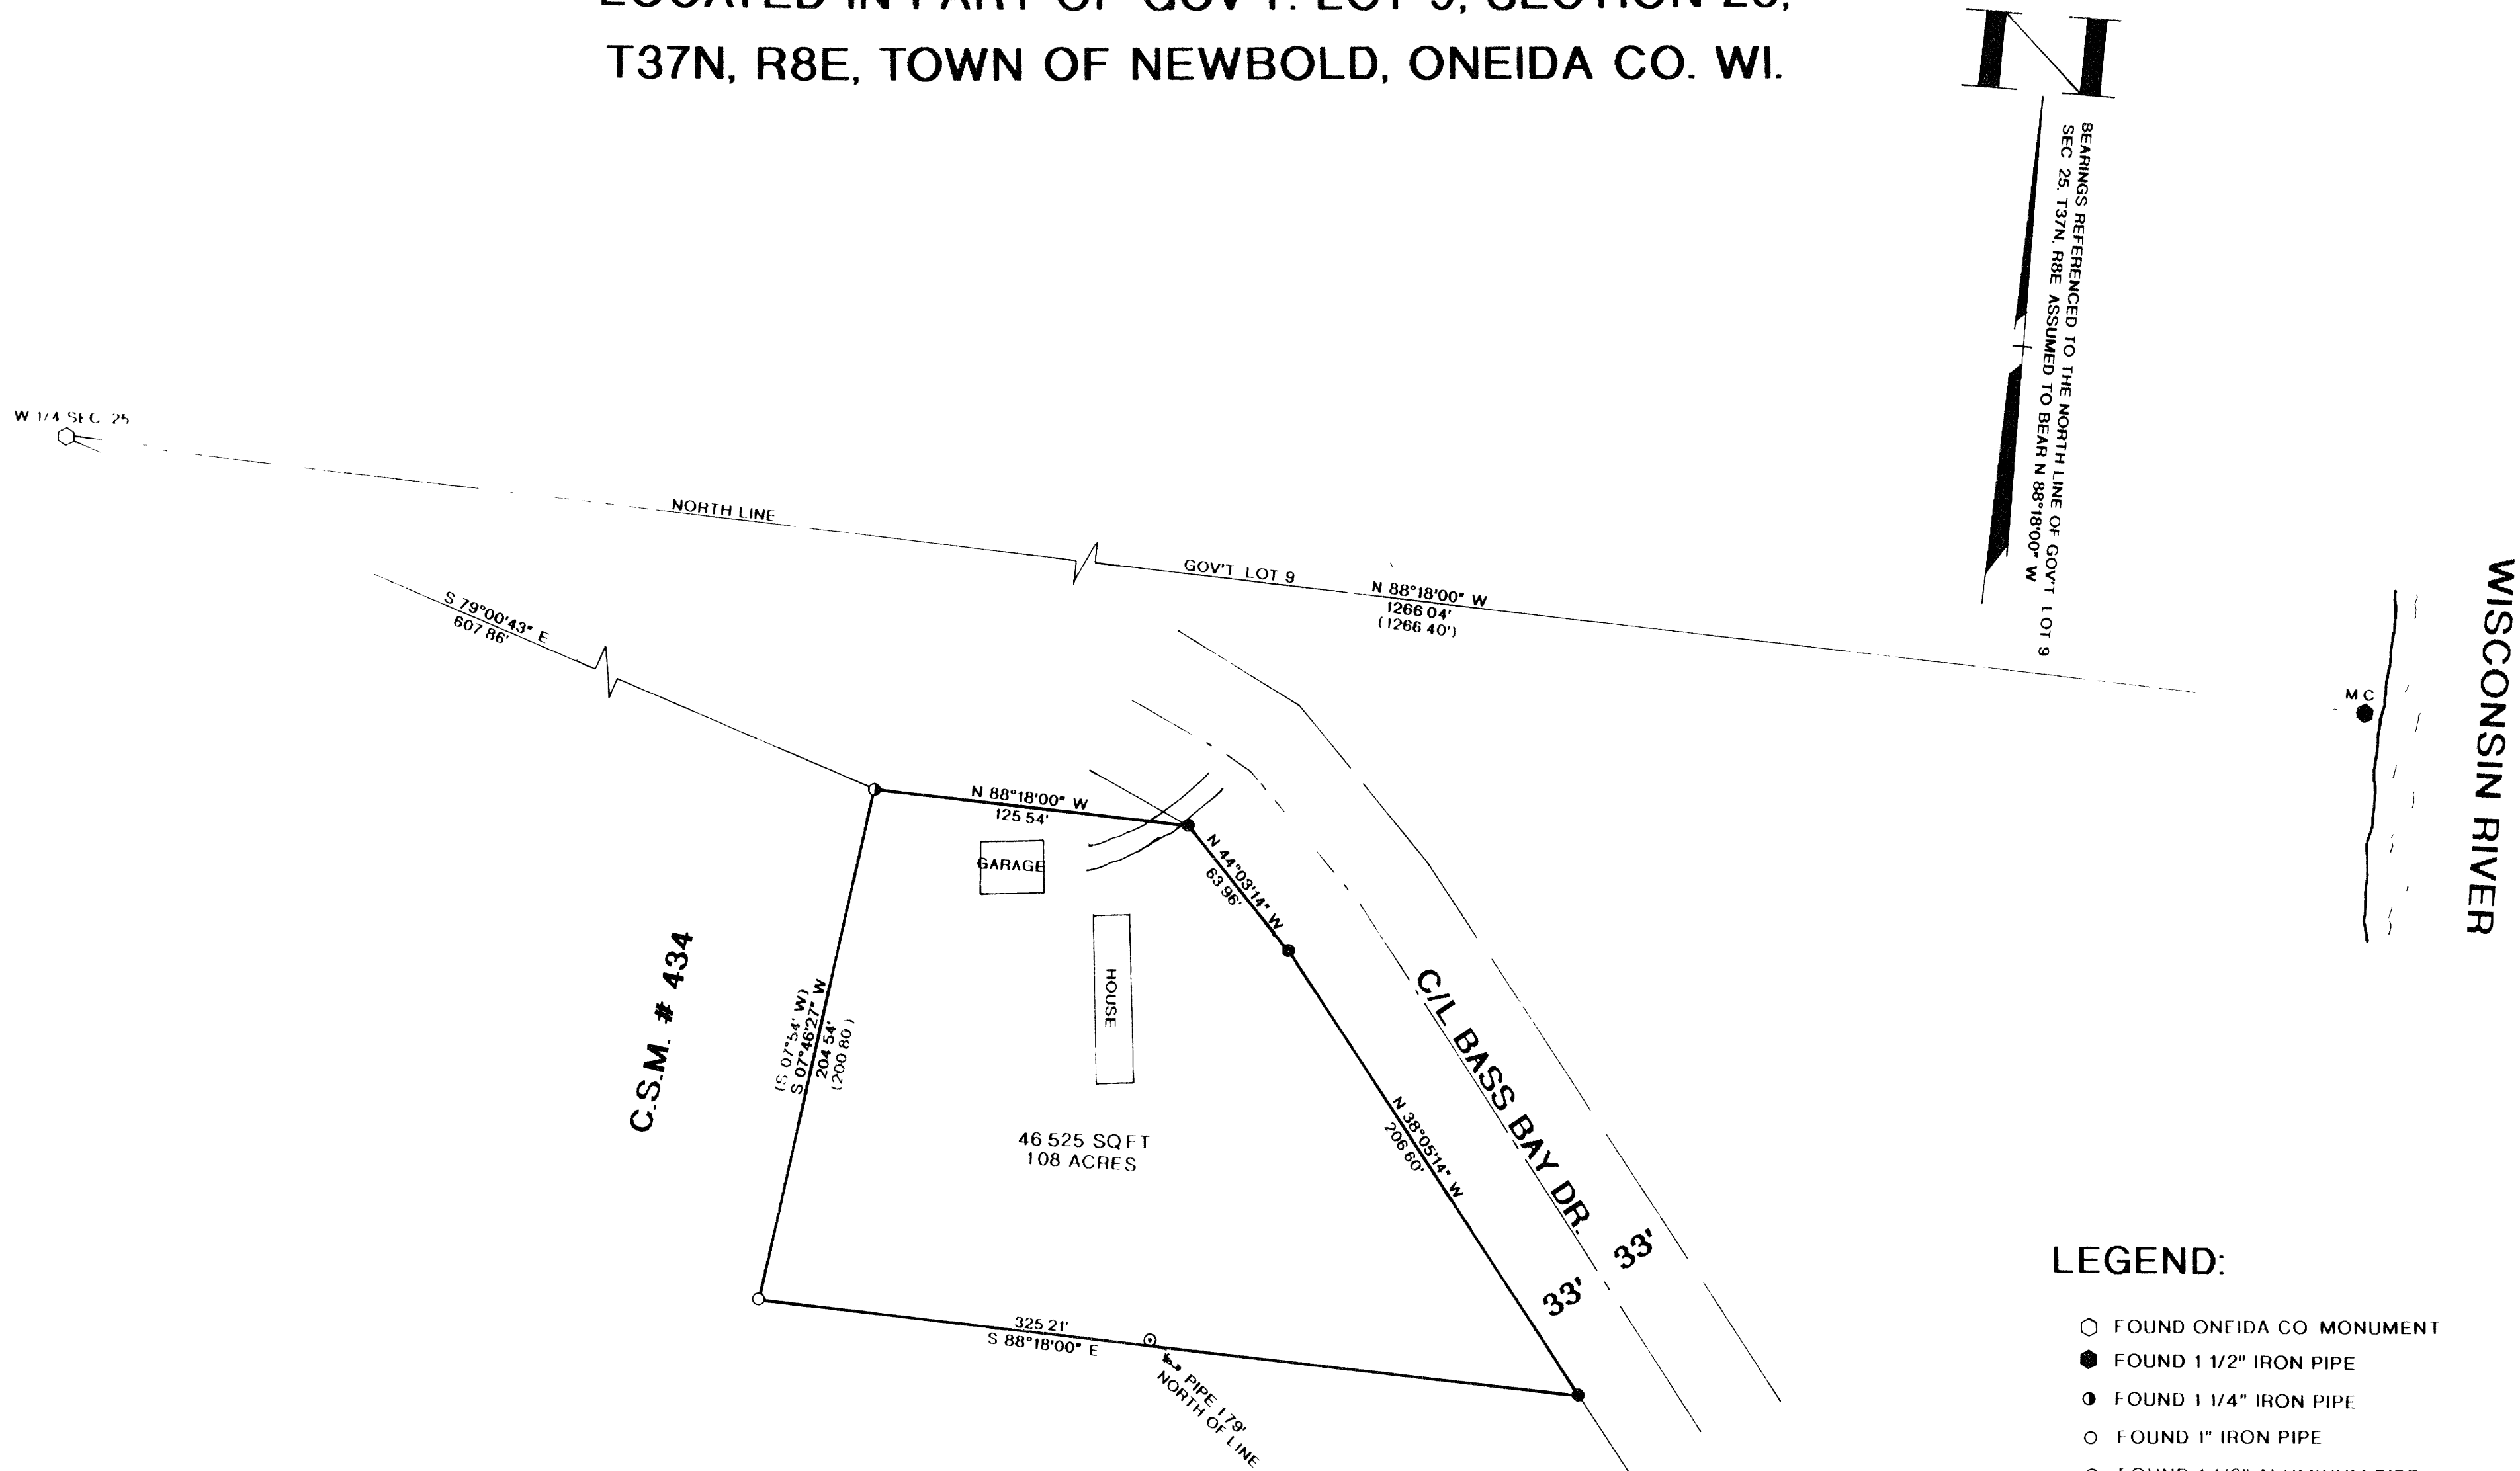 T37N, R8E, TOWN OF NEWBOLD, ONEIDA CO. WI.
N
BEARINGS REFERENCED TO THE NORTH LINE OF GOV'T LOT 9
SEC 25, T37N, R8E ASSUMED TO BEAR N 88°18'00" W
W 1/4 SEC 25
NORTH LINE
GOV'T LOT 9
N 88°18'00" W
1266 04'
(1266 40')
S 79°00'43" E
607 86'
WISCONSIN RIVER
M C
N 88°18'00" W
125 54'
GARAGE
N 44°03'14" W
63 96'
HOUSE
C.S.M. # 434
(S 07°54' W)
S 07°46'27" W
204 54'
(200 80)
C/L BASS BAY DR.
N 38°05'14" W
206 60'
46 525 SQ FT
108 ACRES
33'
33'
325 21'
S 88°18'00" E
PIPE 1 79'
NORTH OF LINE
LEGEND:
FOUND ONEIDA CO MONUMENT
FOUND 1 1/2" IRON PIPE
FOUND 1 1/4" IRON PIPE
FOUND 1" IRON PIPE